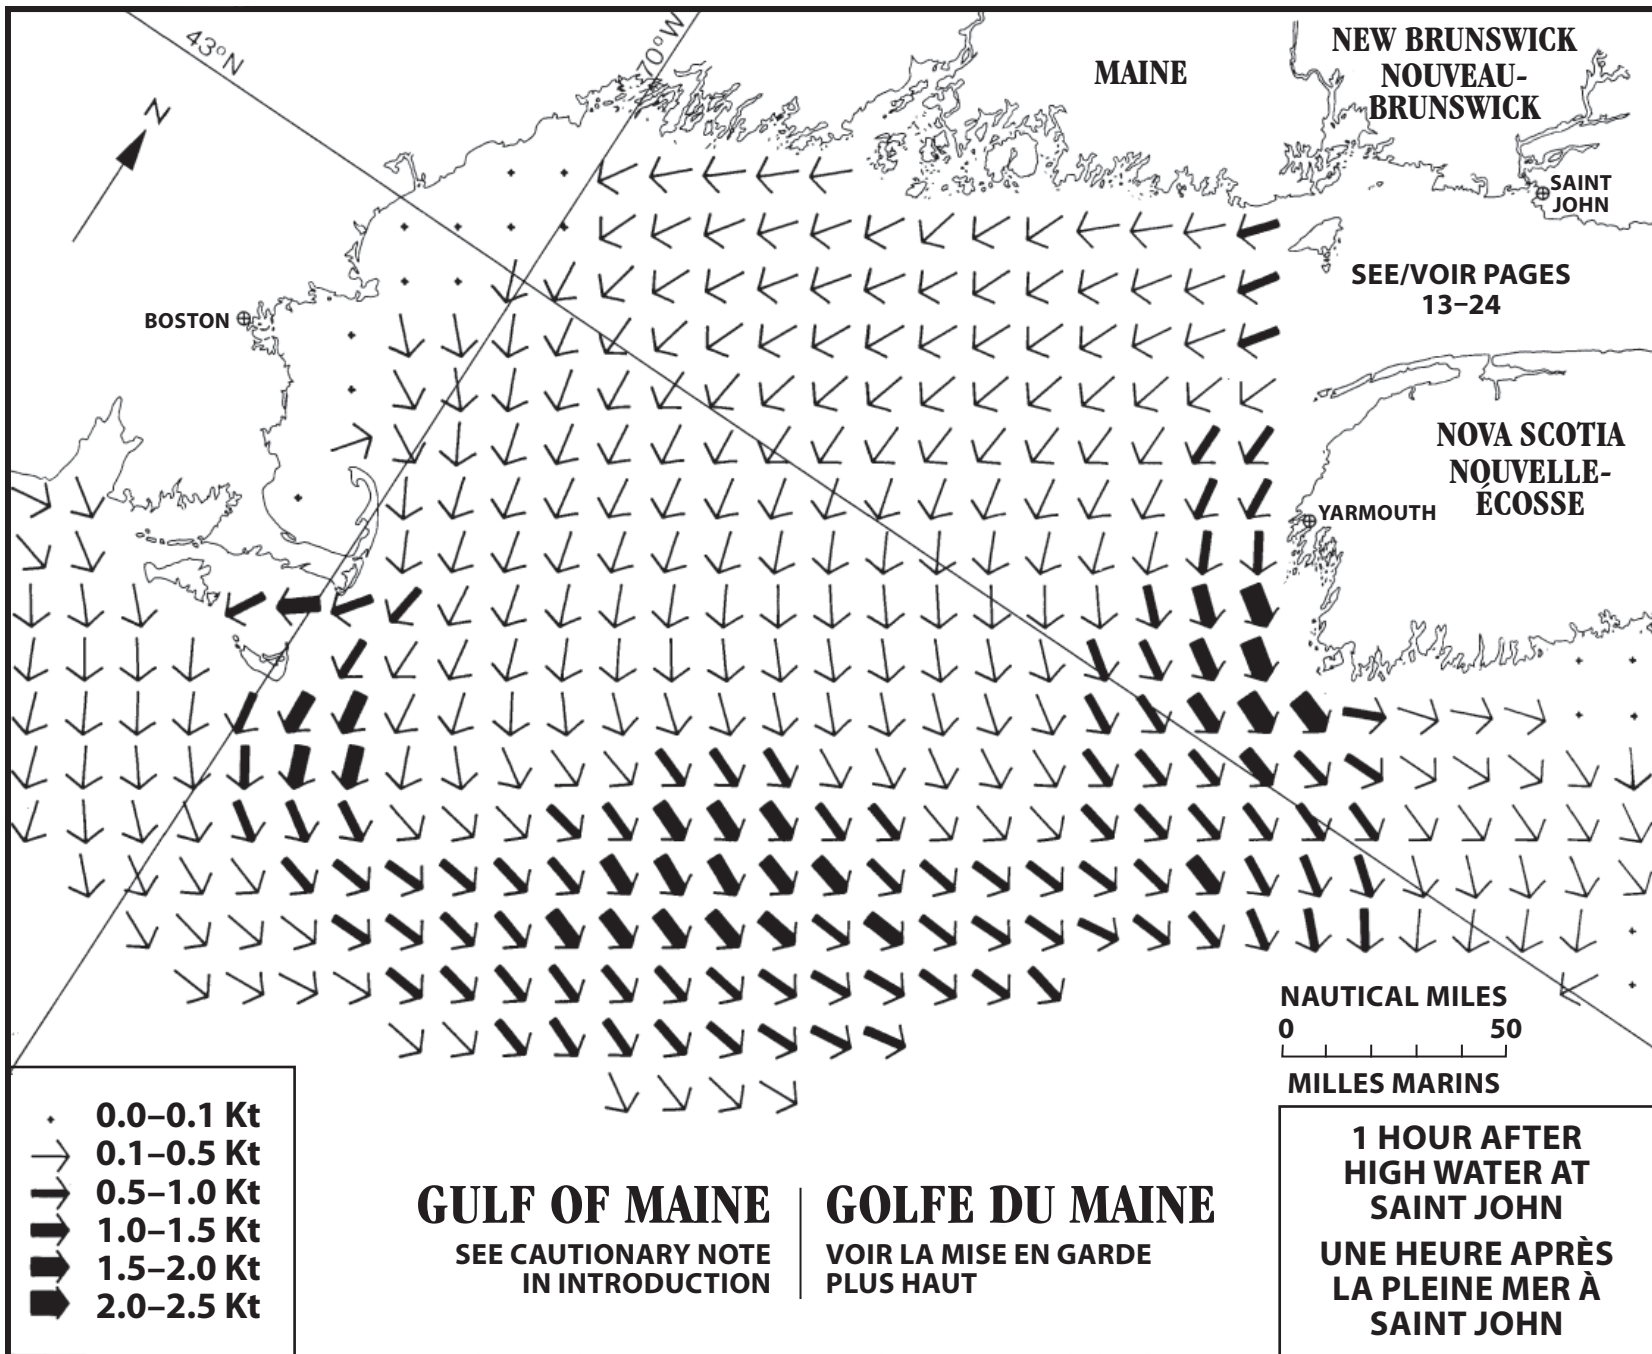 43°N
70°W
N
MAINE
NEW BRUNSWICK
NOUVEAU-
BRUNSWICK
SAINT
JOHN
SEE/VOIR PAGES
13–24
BOSTON
NOVA SCOTIA
NOUVELLE-
ÉCOSSE
YARMOUTH
NAUTICAL MILES
0 50
MILLES MARINS
0.0–0.1 Kt
0.1–0.5 Kt
0.5–1.0 Kt
1.0–1.5 Kt
1.5–2.0 Kt
2.0–2.5 Kt
GULF OF MAINE
SEE CAUTIONARY NOTE
IN INTRODUCTION
GOLFE DU MAINE
VOIR LA MISE EN GARDE
PLUS HAUT
1 HOUR AFTER
HIGH WATER AT
SAINT JOHN
UNE HEURE APRÈS
LA PLEINE MER À
SAINT JOHN